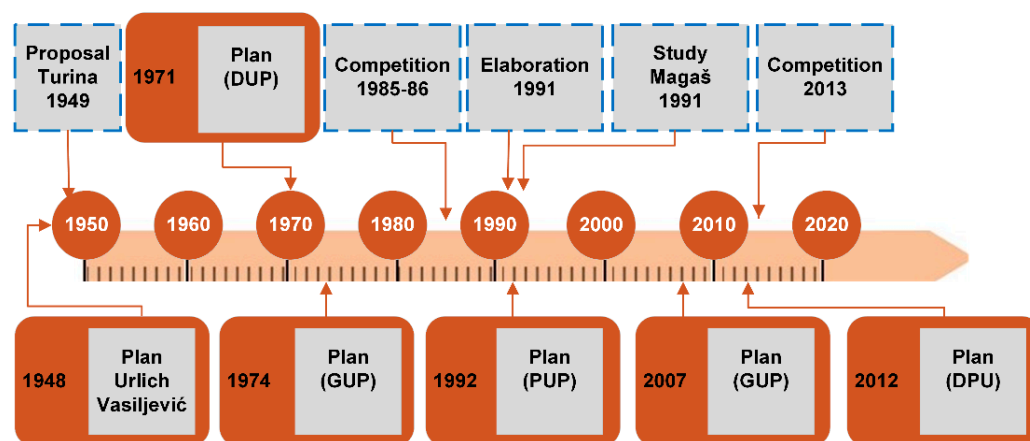 Proposal
Turina
1949
1971
Plan
(DUP)
Competition
1985-86
Elaboration
1991
Study
Magaš
1991
Competition
2013
1950
1960
1970
1980
1990
2000
2010
2020
1948
Plan
Urlich
Vasiljević
1974
Plan
(GUP)
1992
Plan
(PUP)
2007
Plan
(GUP)
2012
Plan
(DPU)